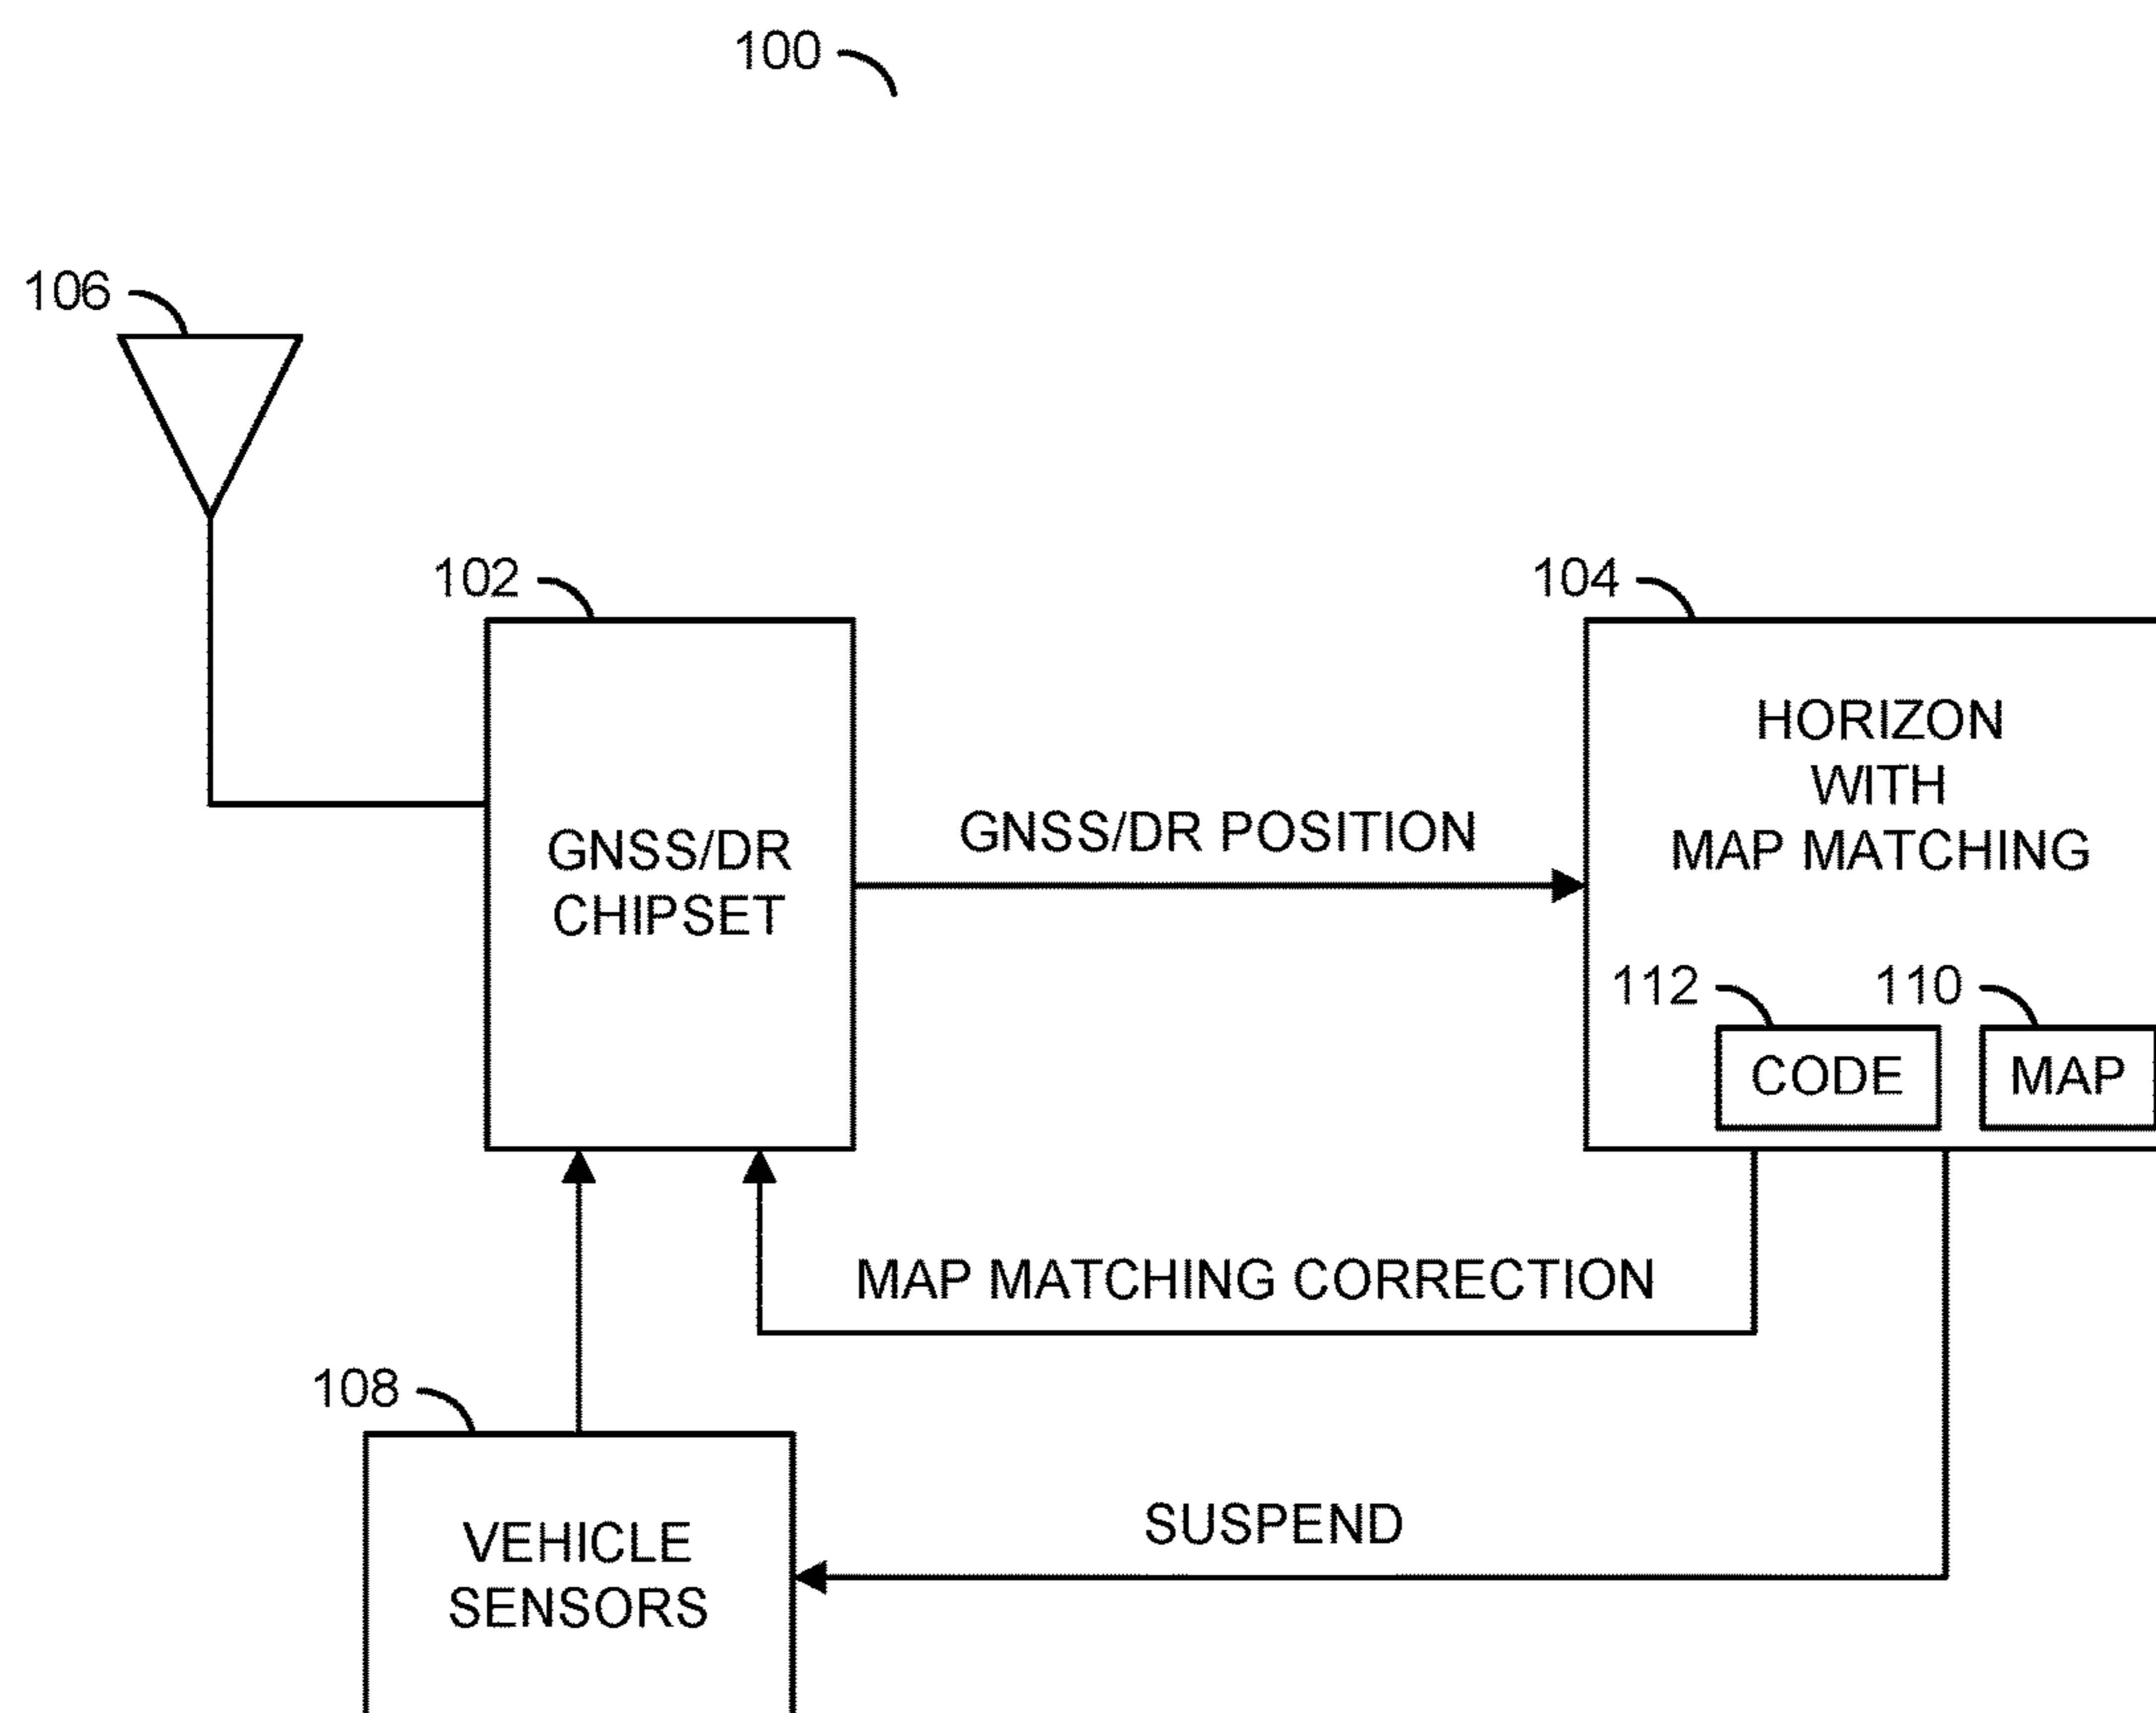 100
106
102
104
GNSS/DR
CHIPSET
GNSS/DR POSITION
HORIZON
WITH
MAP MATCHING
112
110
CODE
MAP
MAP MATCHING CORRECTION
108
VEHICLE
SENSORS
SUSPEND